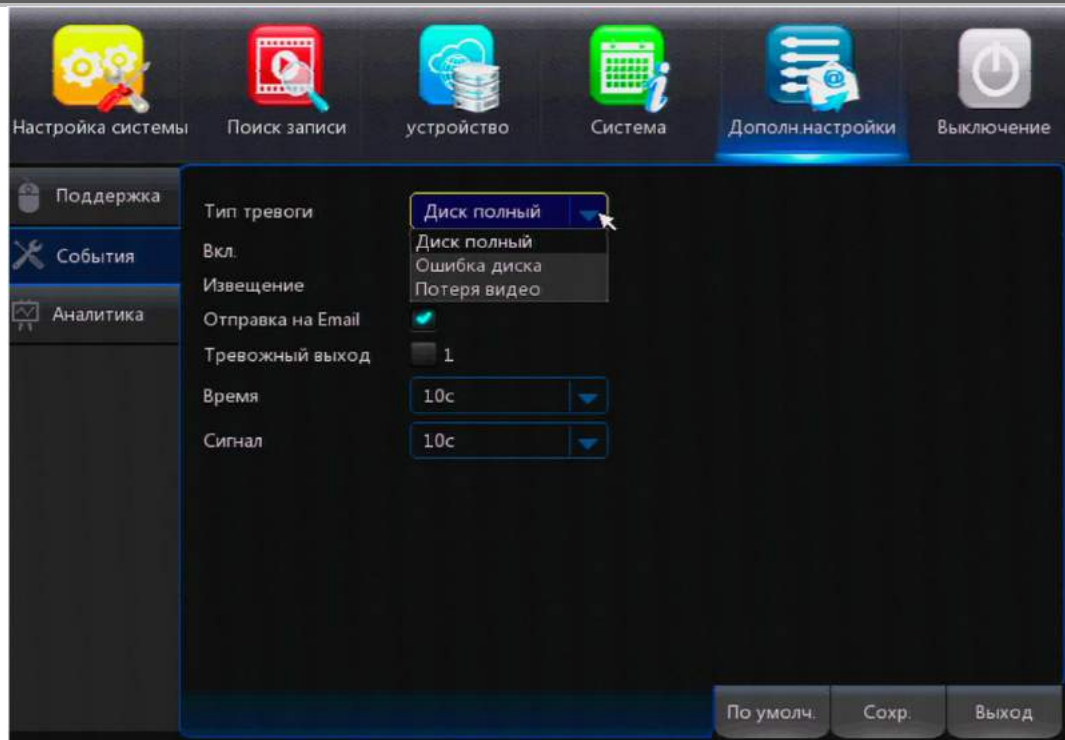 Настройка системы
Поиск записи
устройство
Система
Дополн.настройки
Выключение
Поддержка
События
Аналитика
Тип тревоги
Диск полный
Вкл.
Диск полный
Ошибка диска
Извещение
Потеря видео
Отправка на Email
Тревожный выход
1
Время
10с
Сигнал
10с
По умолч.
Сохр.
Выход